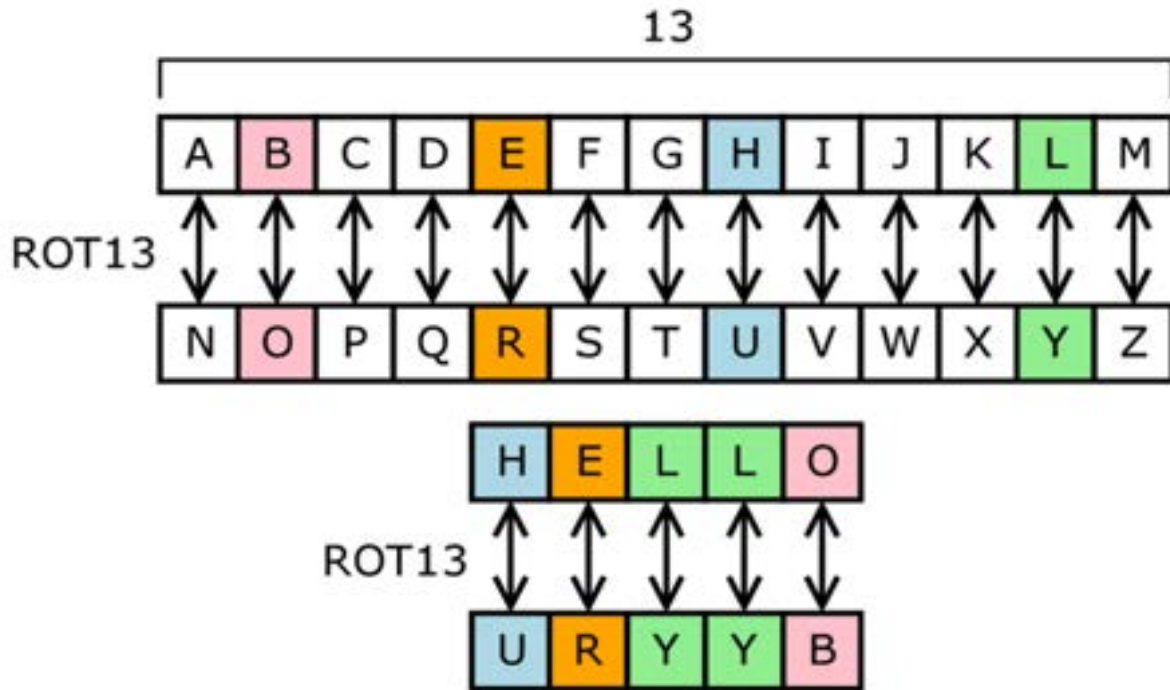 13
A B C D E F G H I J K L M
ROT13
N O P Q R S T U V W X Y Z
H E L L O
ROT13
U R Y Y B